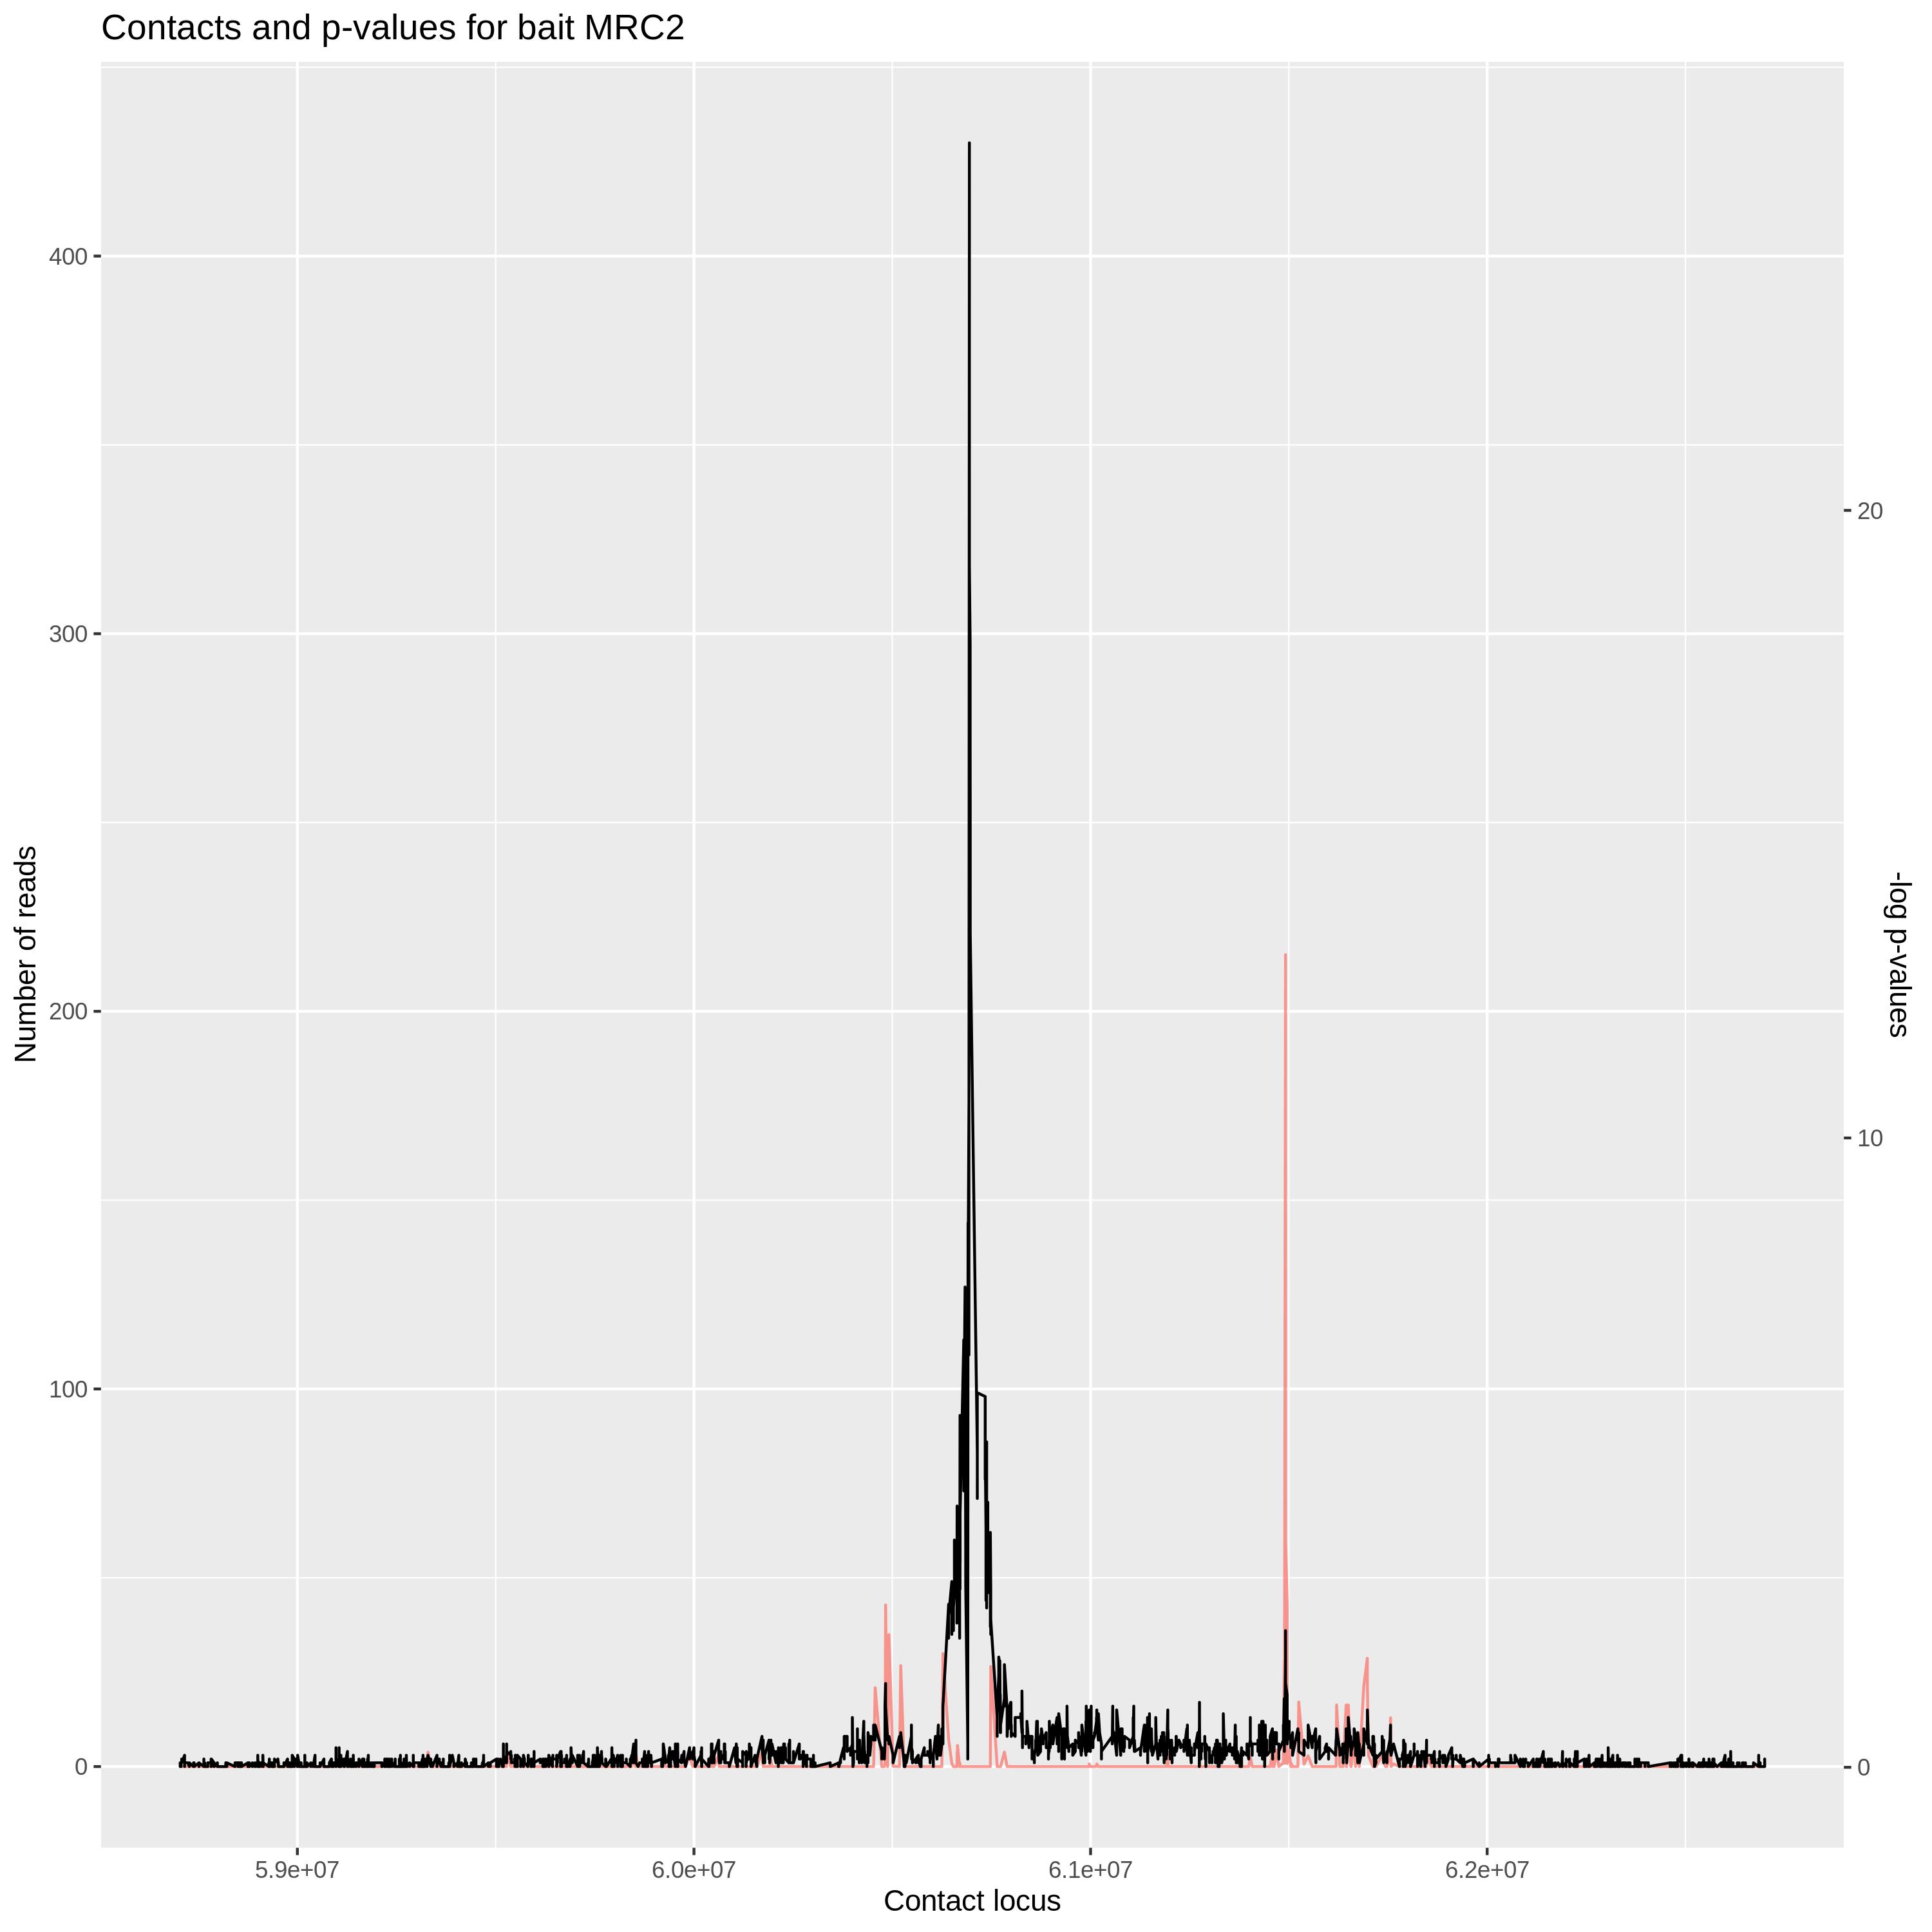 Contacts and p-values for bait MRC2
Number of reads
400
300
200
100
0
20
10
0
-log p-values
5.9e+07
6.0e+07
6.1e+07
6.2e+07
Contact locus